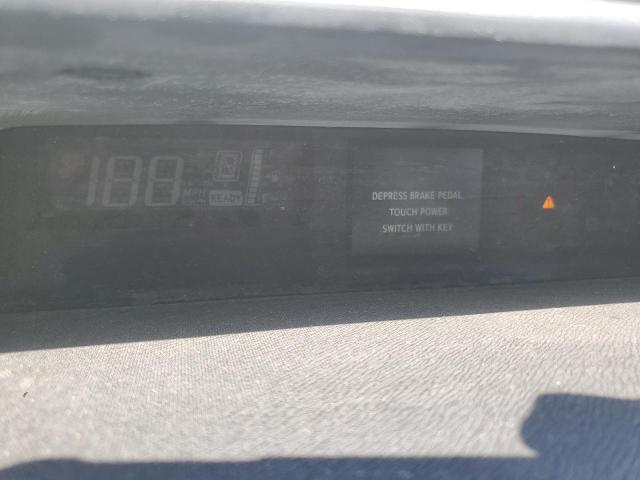 188
MPH
READY
E
DEPRESS BRAKE PEDAL,
TOUCH POWER
SWITCH WITH KEY